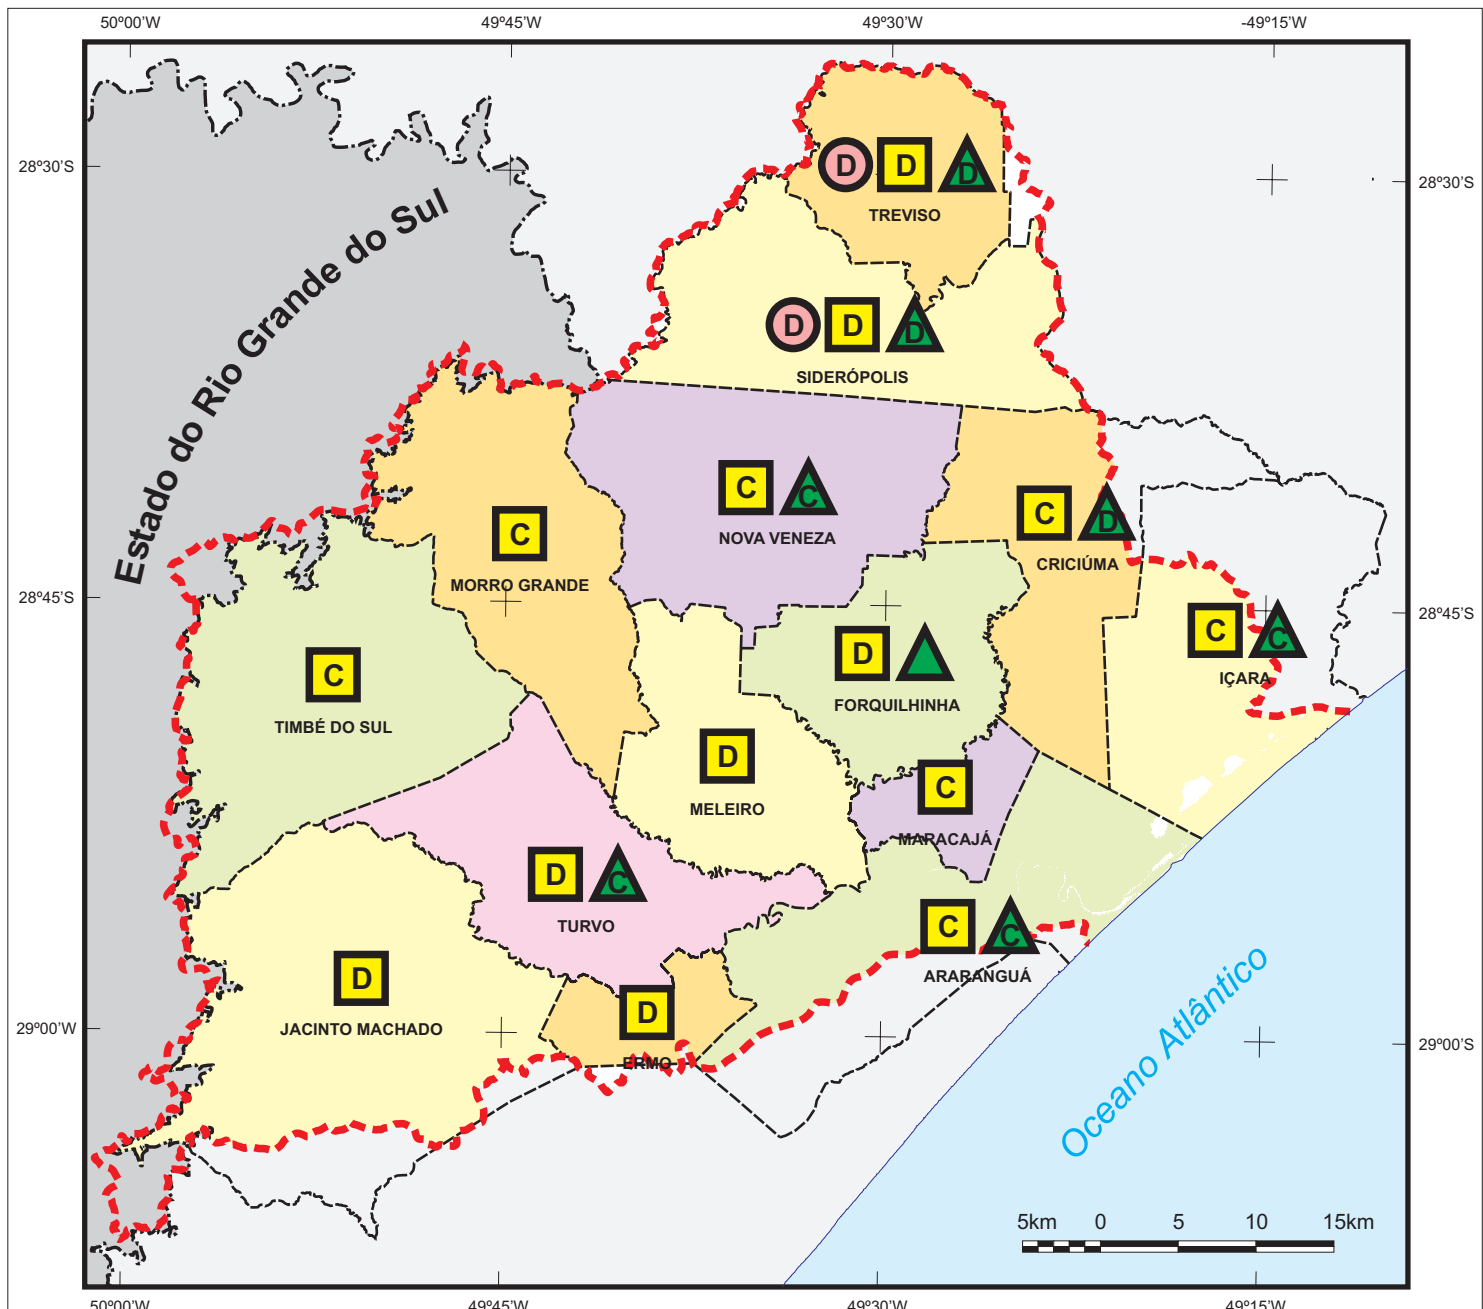 50°00'W 49°45'W 49°30'W -49°15'W
28°30'S 28°30'S
D D D
TREVISO
Estado do Rio Grande do Sul
D D D
SIDERÓPOLIS
C C
NOVA VENEZA
C
MORRO GRANDE
C D
CRICIÚMA
28°45'S 28°45'S
C C
IÇARA
D
FORQUILHINHA
C
TIMBÉ DO SUL
D
MELEIRO
C
MARACAJÁ
D C
TURVO
C C
ARARANGUÁ
D
JACINTO MACHADO
D
ERMO
29°00'W 29°00'S
Oceano Atlântico
5km 0 5 10 15km
50°00'W 49°45'W 49°30'W 49°15'W